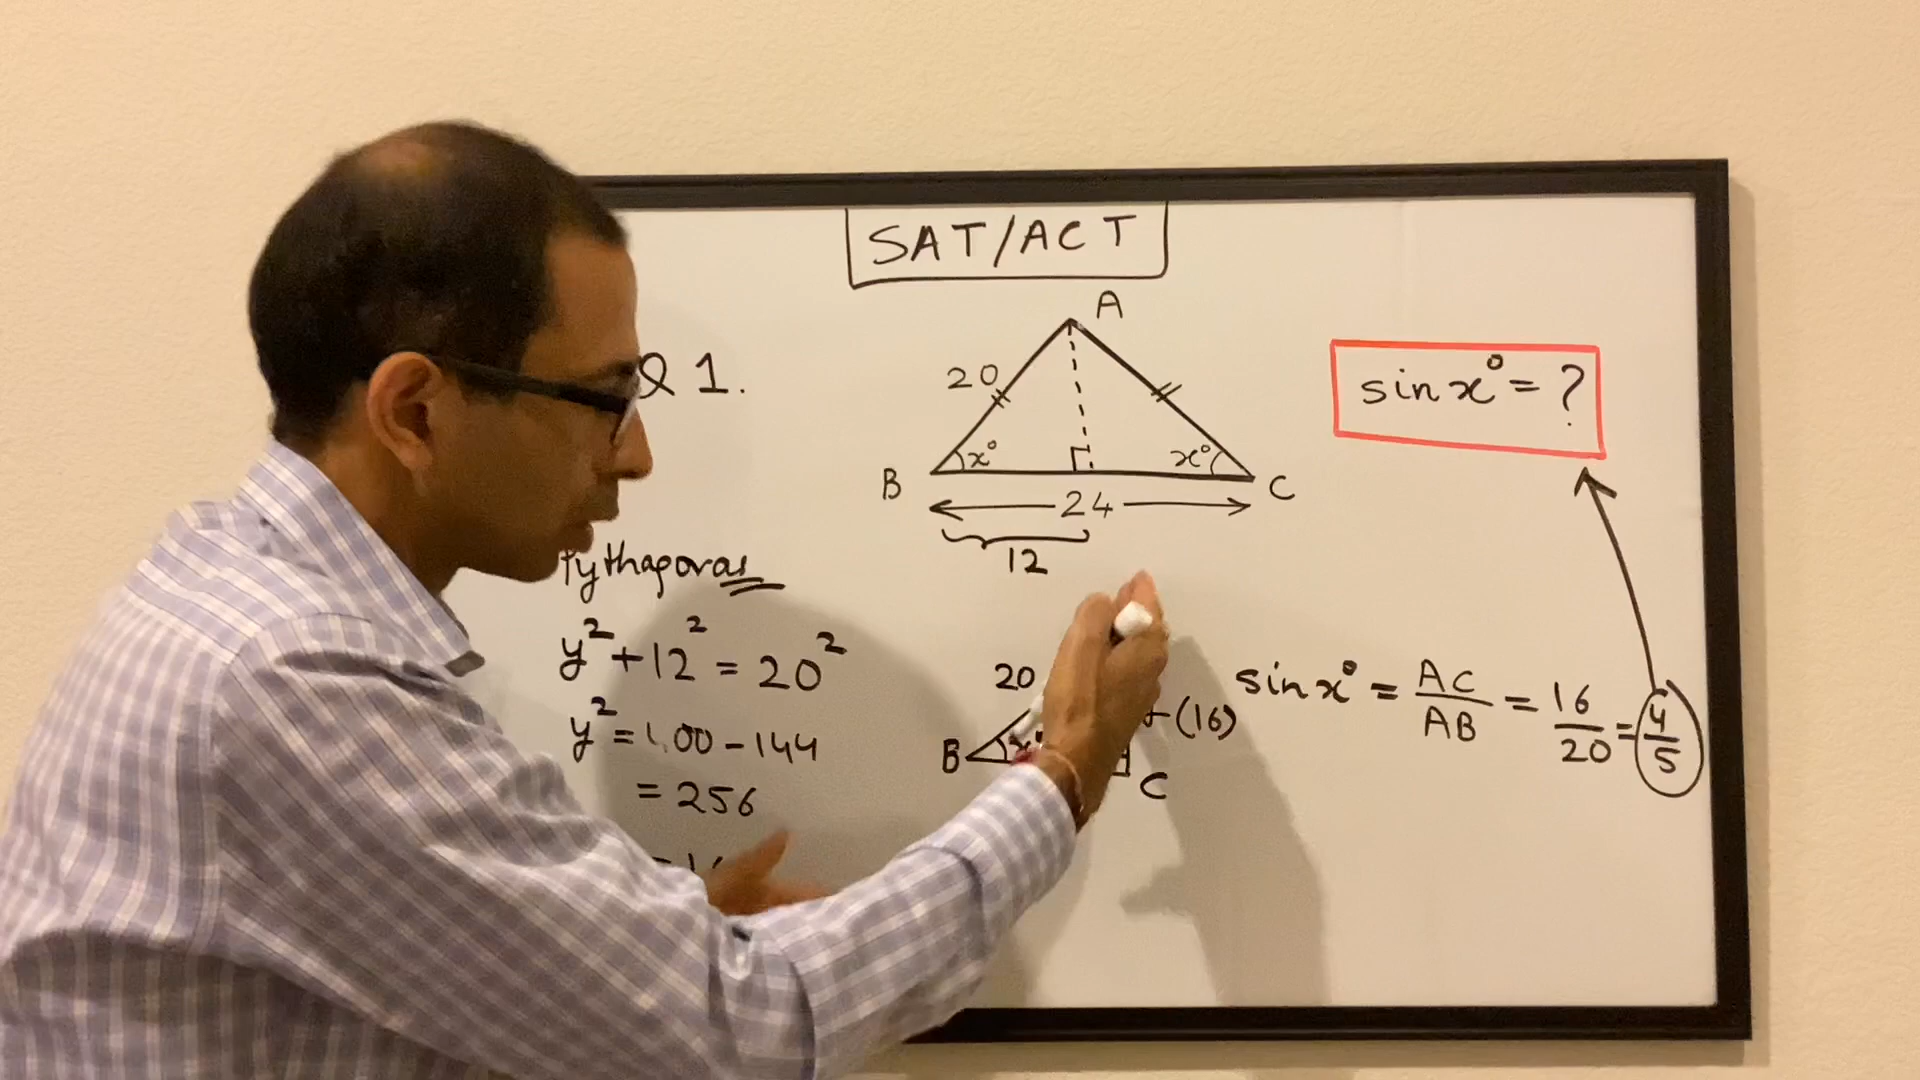 SAT/ACT
Q 1.
A
20
x° x°
B C
24
12
sin x° = ?
Pythagoras
y² + 12² = 20²
y² = 400 - 144
= 256
20
x°
(16)
B C
sin x° = AC/AB = 16/20 = 4/5